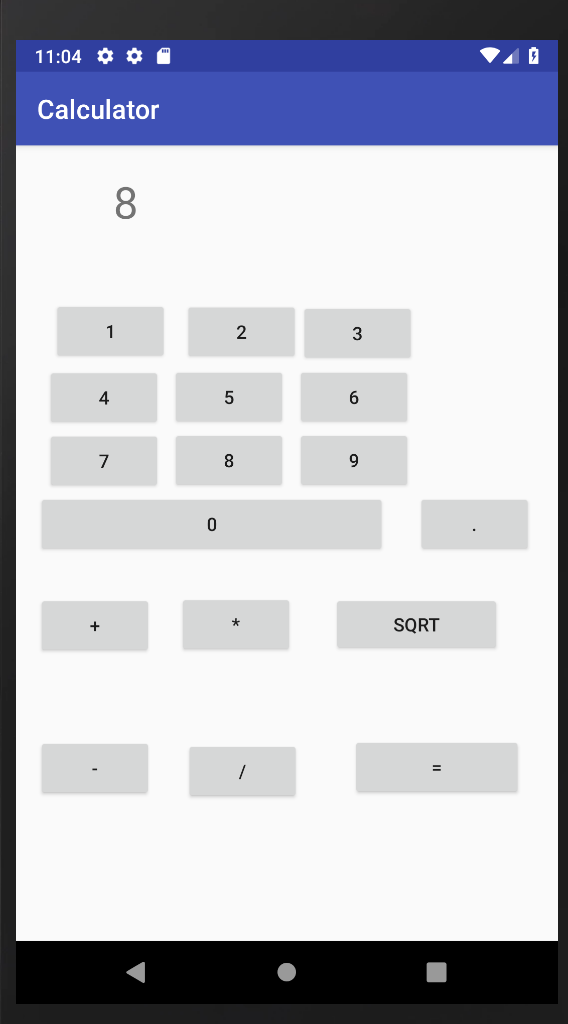 11:04
Calculator
8
1 2 3
4 5 6
7 8 9
0 .
+ * SQRT
- / =